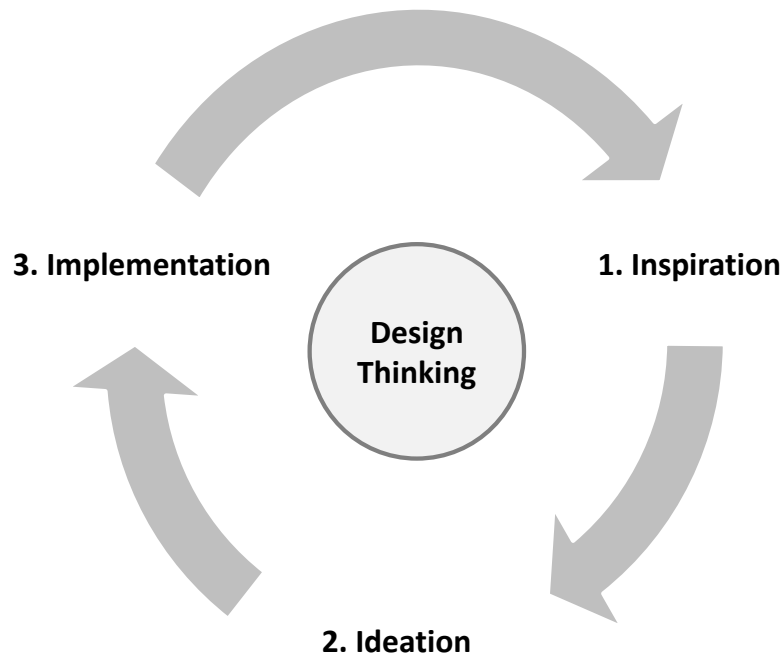 3. Implementation
1. Inspiration
Design
Thinking
2. Ideation